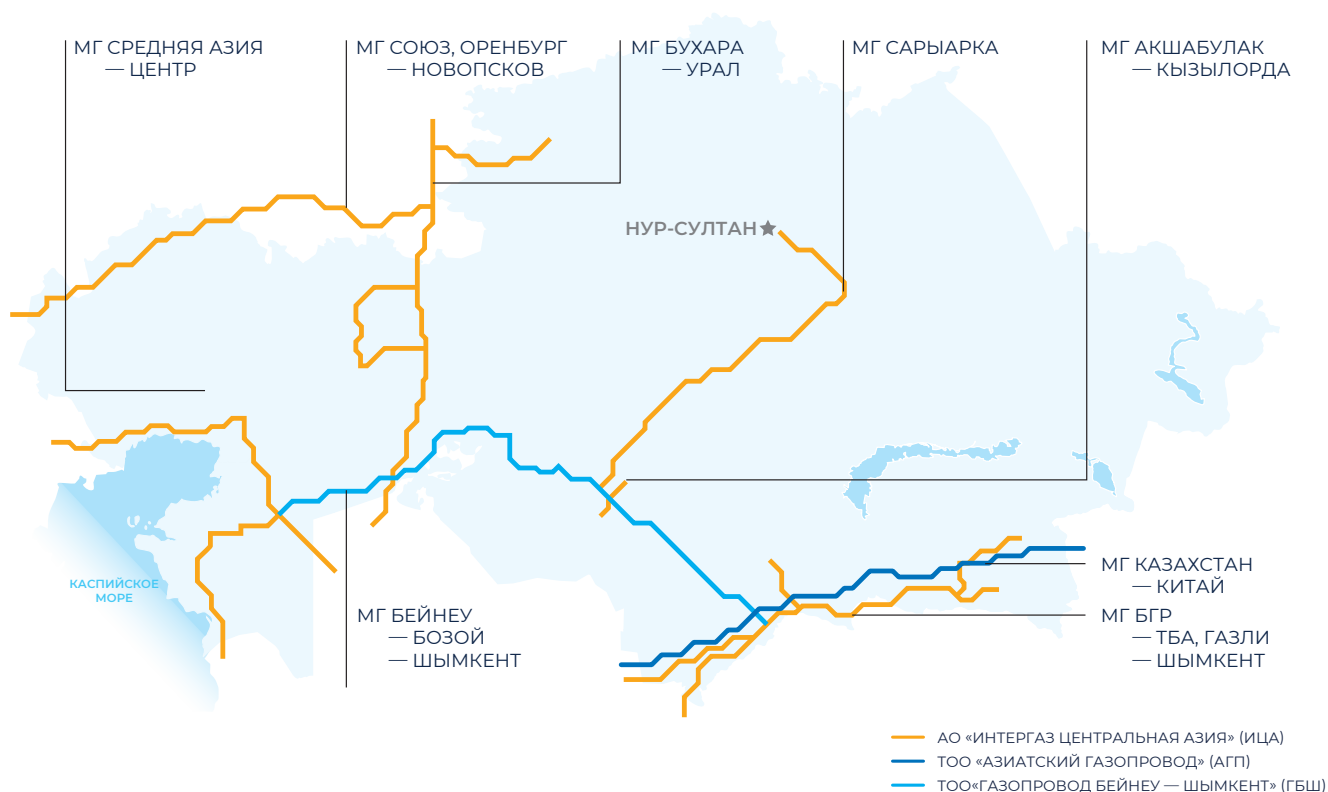 МГ СРЕДНЯЯ АЗИЯ
— ЦЕНТР
МГ СОЮЗ, ОРЕНБУРГ
— НОВОПСКОВ
МГ БУХАРА
— УРАЛ
МГ САРЫАРКА
МГ АКШАБУЛАК
— КЫЗЫЛОРДА
НУР-СУЛТАН
КАСПИЙСКОЕ
МОРЕ
МГ БЕЙНЕУ
— БОЗОЙ
— ШЫМКЕНТ
МГ КАЗАХСТАН
— КИТАЙ
МГ БГР
— ТБА, ГАЗЛИ
— ШЫМКЕНТ
АО «ИНТЕРГАЗ ЦЕНТРАЛЬНАЯ АЗИЯ» (ИЦА)
ТОО «АЗИАТСКИЙ ГАЗОПРОВОД» (АГП)
ТОО«ГАЗОПРОВОД БЕЙНЕУ — ШЫМКЕНТ» (ГБШ)